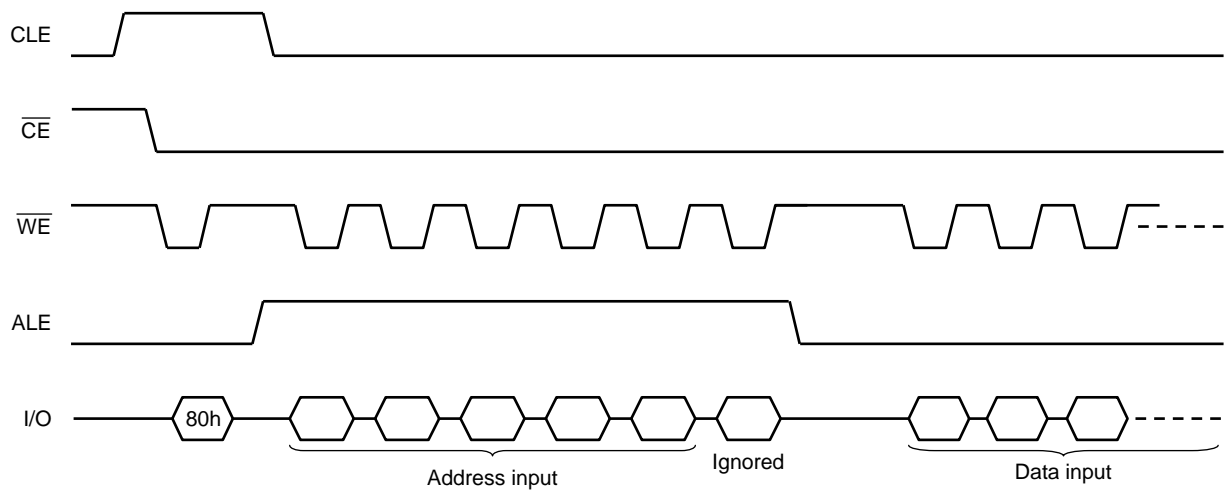 CLE
CE
WE
ALE
I/O
80h
Address input
Ignored
Data input